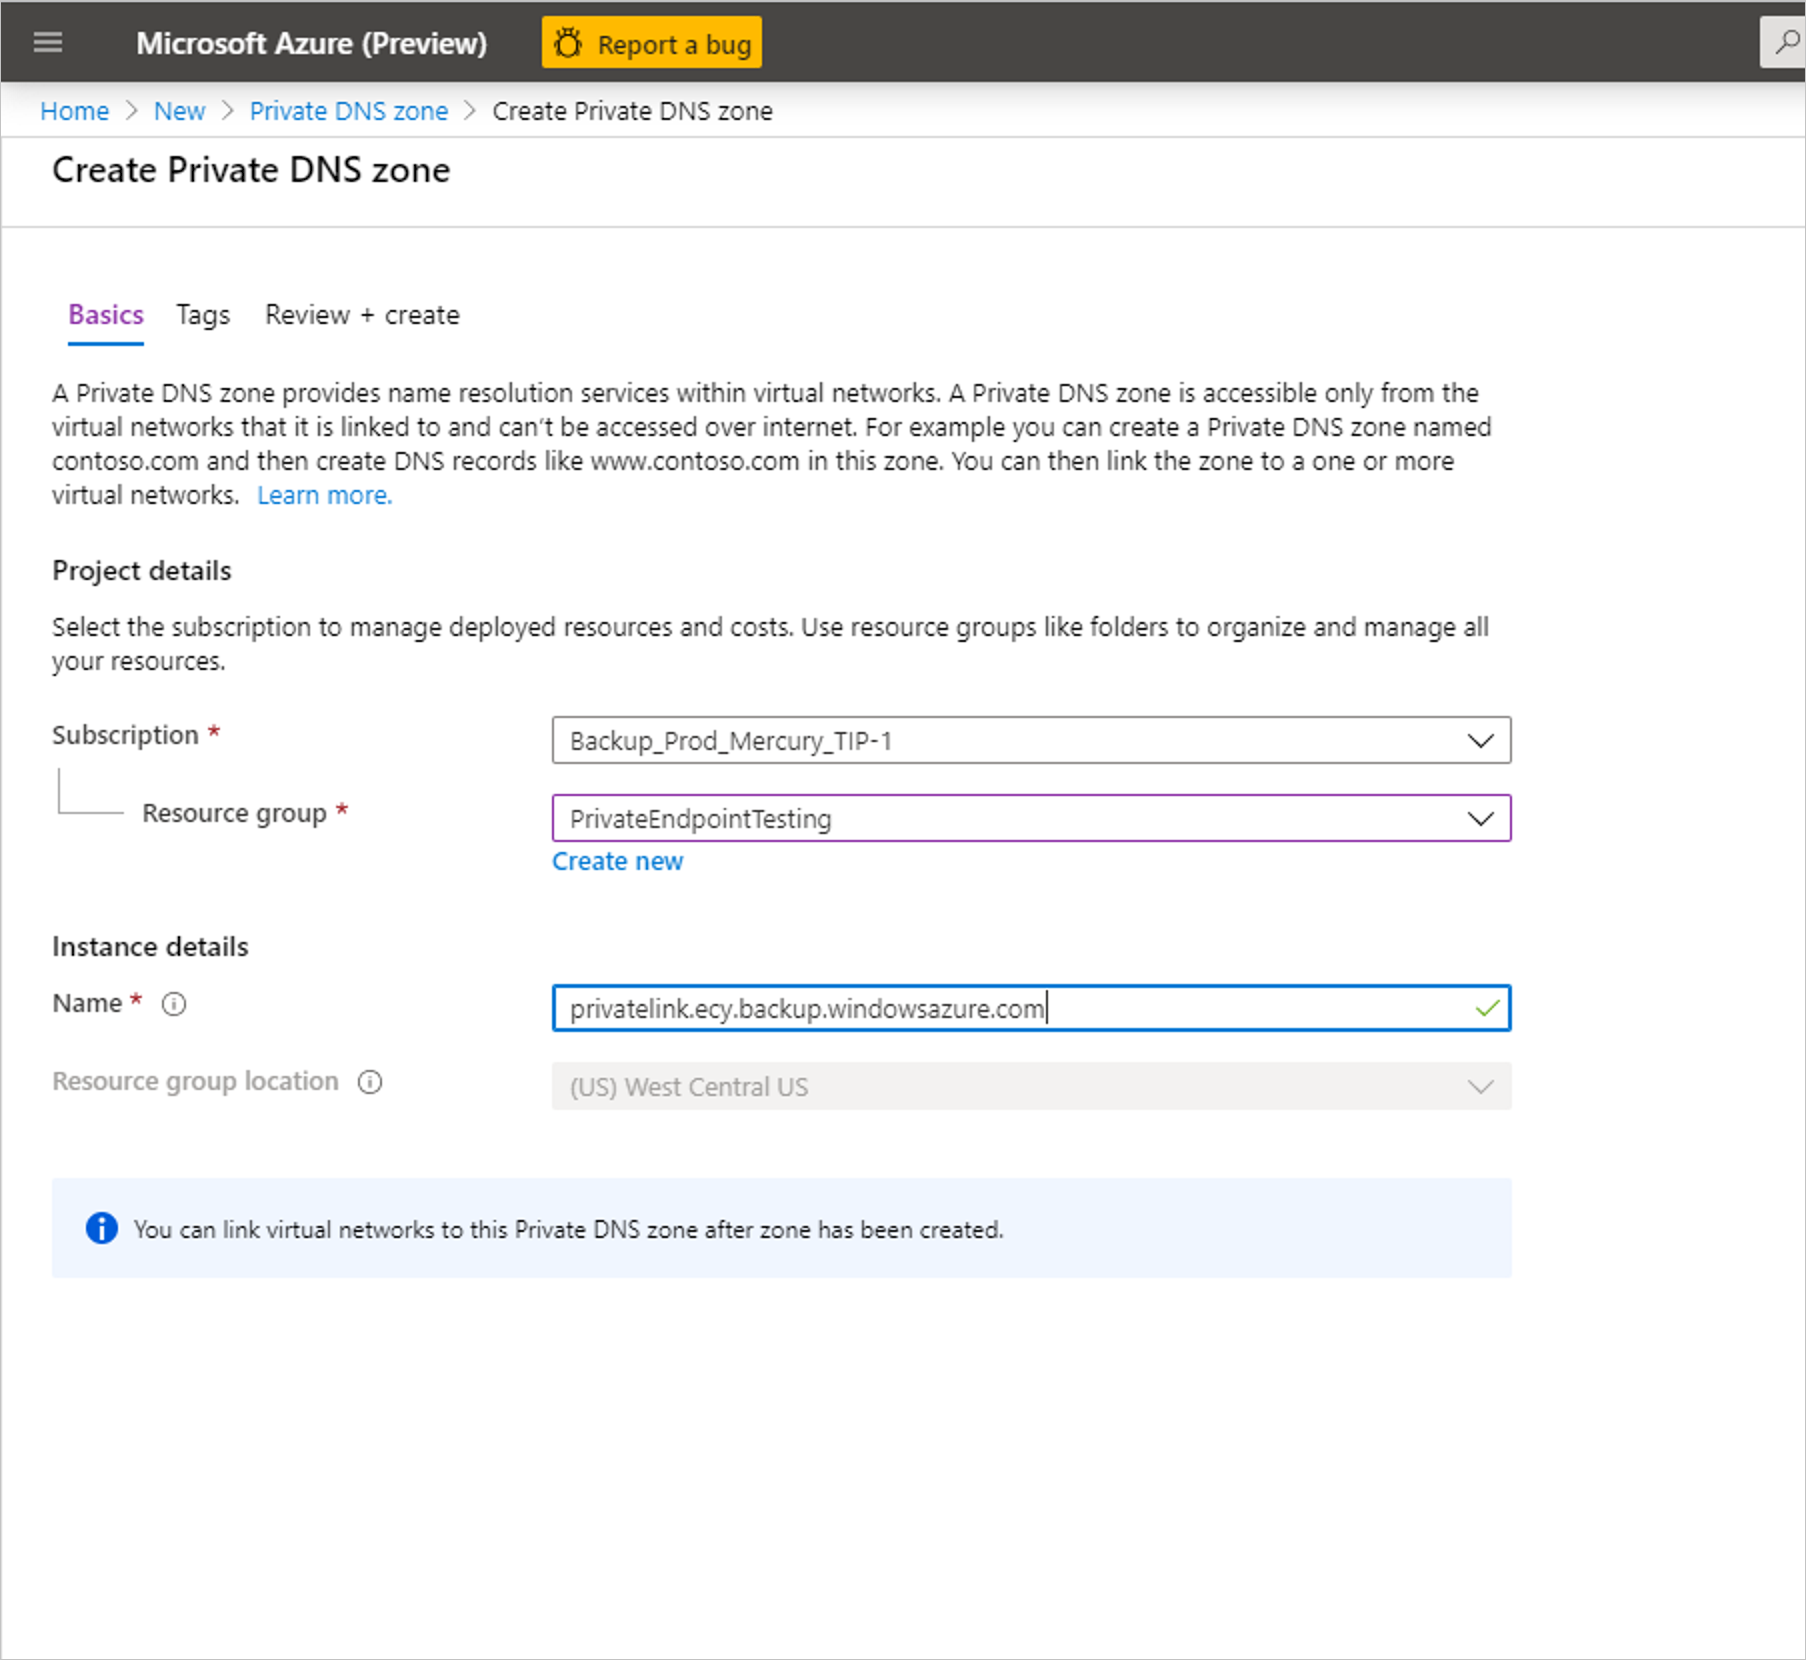 Microsoft Azure (Preview) Report a bug
Home > New > Private DNS zone > Create Private DNS zone
Create Private DNS zone
Basics Tags Review + create
A Private DNS zone provides name resolution services within virtual networks. A Private DNS zone is accessible only from the
virtual networks that it is linked to and can't be accessed over internet. For example you can create a Private DNS zone named
contoso.com and then create DNS records like www.contoso.com in this zone. You can then link the zone to a one or more
virtual networks. Learn more.
Project details
Select the subscription to manage deployed resources and costs. Use resource groups like folders to organize and manage all
your resources.
Subscription * Backup_Prod_Mercury_TIP-1
Resource group * PrivateEndpointTesting
Create new
Instance details
Name * privatelink.ecy.backup.windowsazure.com
Resource group location (US) West Central US
You can link virtual networks to this Private DNS zone after zone has been created.